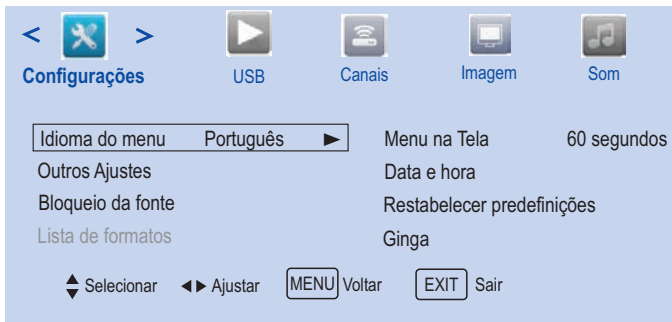 < >
Configurações USB Canais Imagem Som
Idioma do menu Português ► Menu na Tela 60 segundos
Outros Ajustes Data e hora
Bloqueio da fonte Restabelecer predefinições
Lista de formatos Ginga
Selecionar Ajustar MENU Voltar EXIT Sair